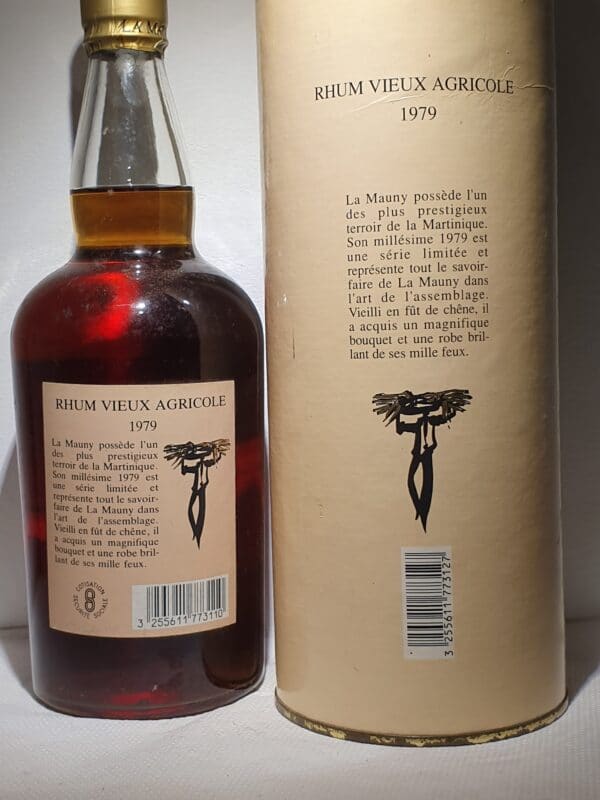 LA MAU
RHUM VIEUX AGRICOLE
1979
La Mauny possède l'un
des plus prestigieux
terroir de la Martinique.
Son millésime 1979 est
une série limitée et
représente tout le savoir-
faire de La Mauny dans
l'art de l'assemblage.
Vieilli en fût de chêne, il
a acquis un magnifique
bouquet et une robe bril-
lant de ses mille feux.
COTISATION
SÉCURITÉ SOCIALE
3 255611 773110
RHUM VIEUX AGRICOLE
1979
La Mauny possède l'un
des plus prestigieux
terroir de la Martinique.
Son millésime 1979 est
une série limitée et
représente tout le savoir-
faire de La Mauny dans
l'art de l'assemblage.
Vieilli en fût de chêne, il
a acquis un magnifique
bouquet et une robe bril-
lant de ses mille feux.
3 255611 773127